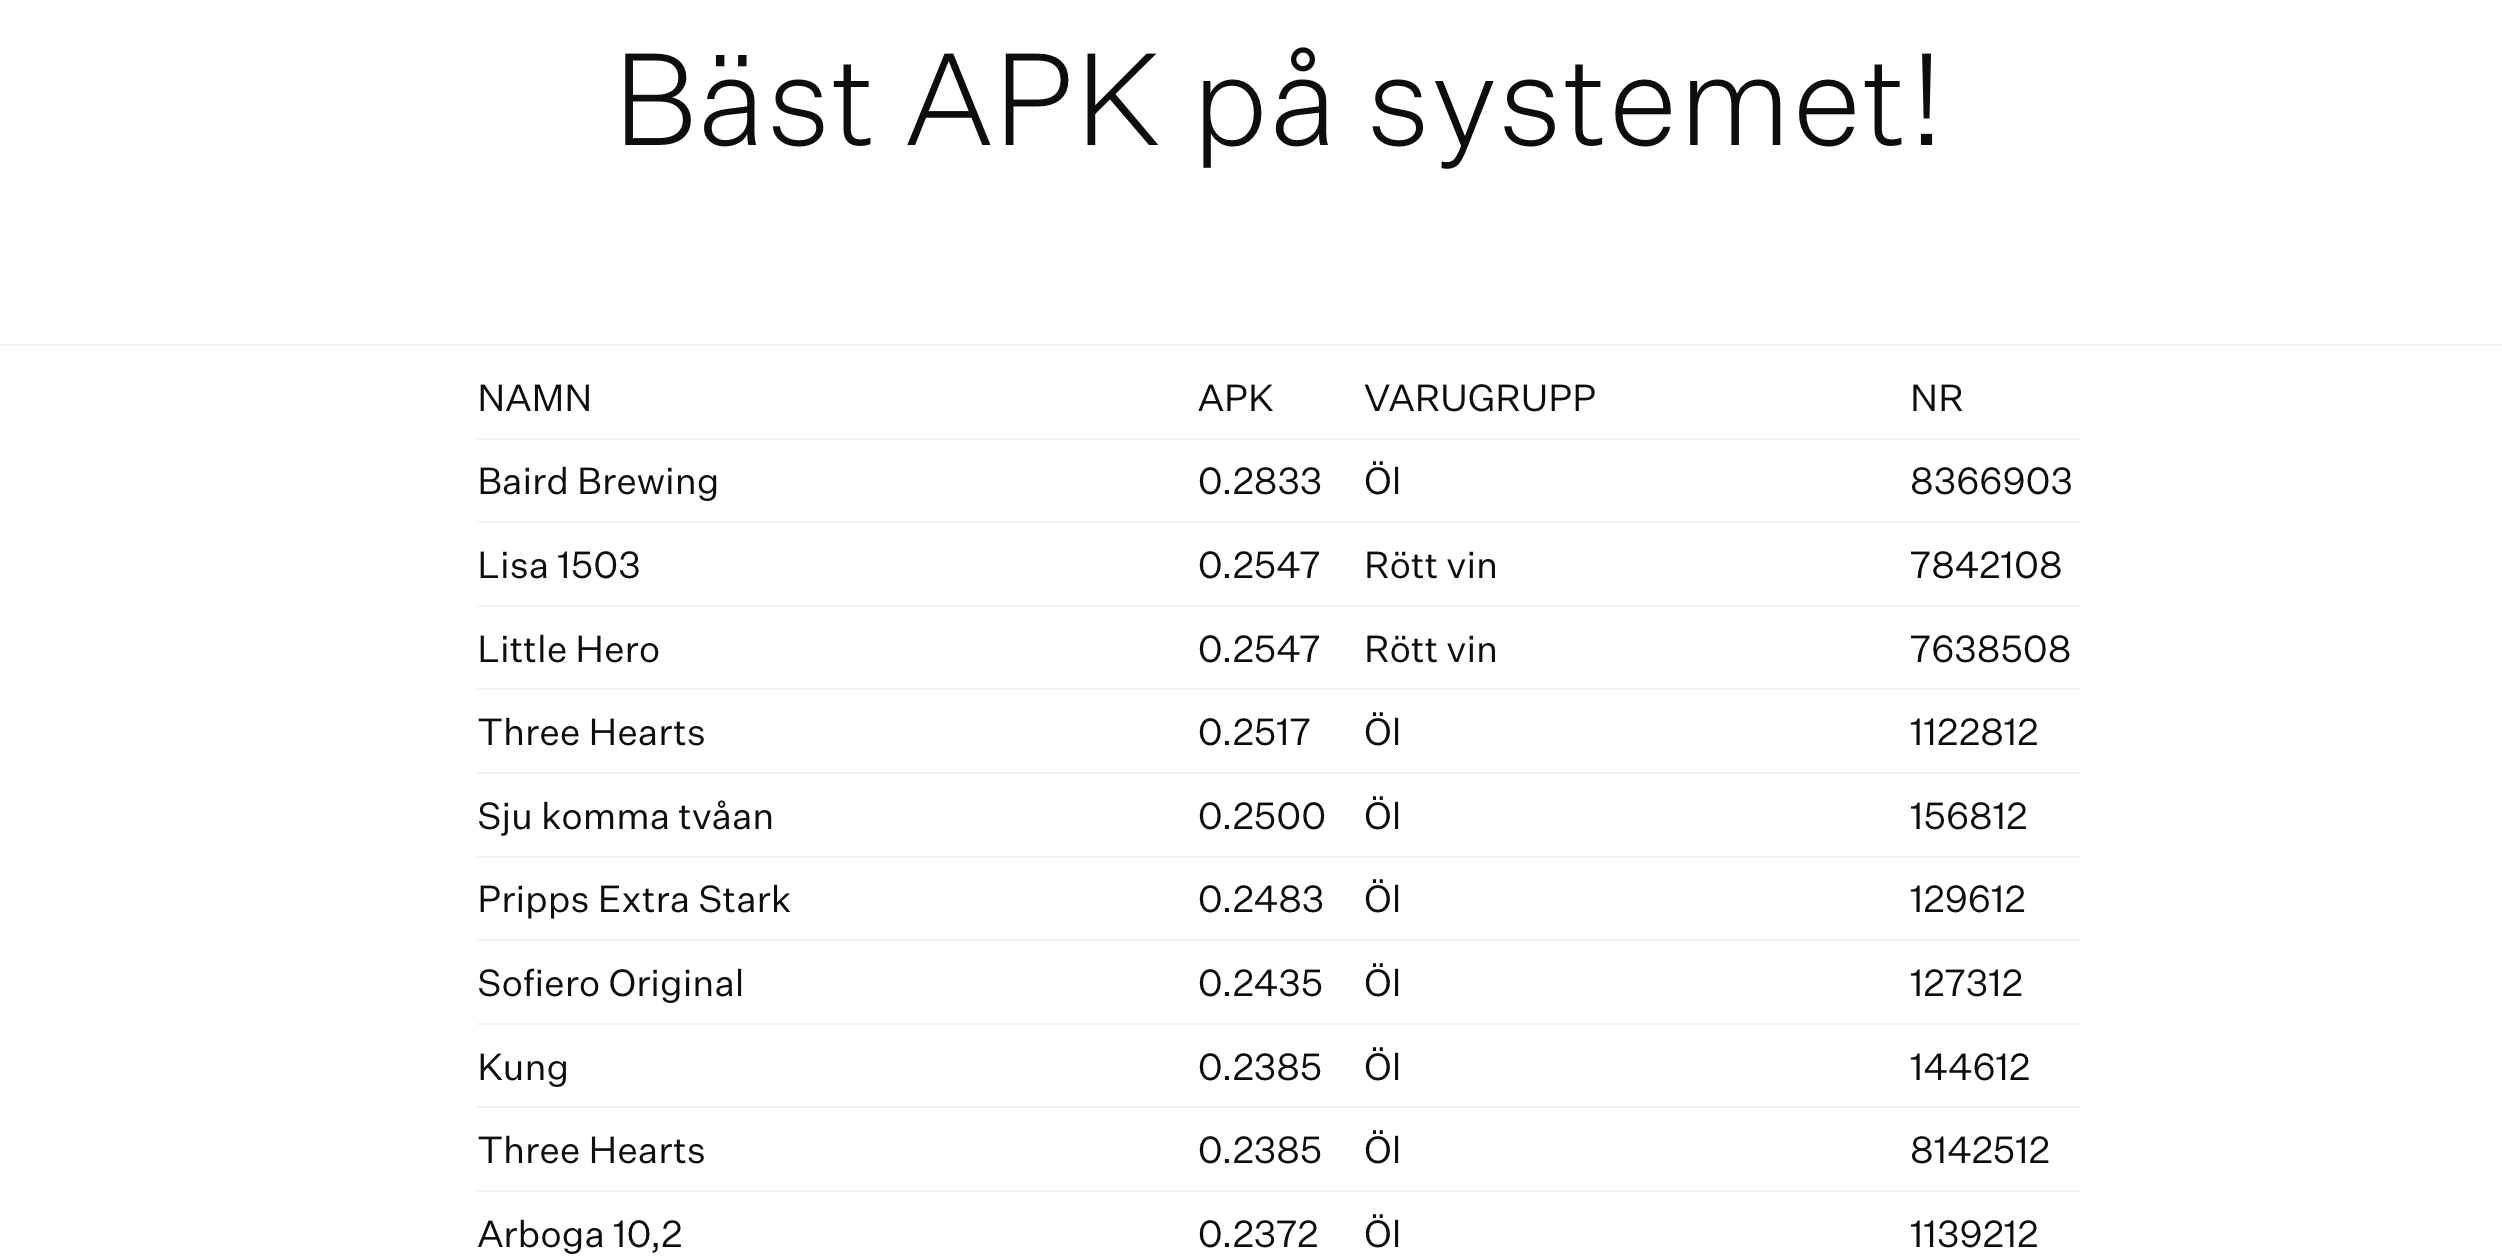 Bäst APK på systemet!
NAMN APK VARUGRUPP NR
Baird Brewing 0.2833 Öl 8366903
Lisa 1503 0.2547 Rött vin 7842108
Little Hero 0.2547 Rött vin 7638508
Three Hearts 0.2517 Öl 1122812
Sju komma tvåan 0.2500 Öl 156812
Pripps Extra Stark 0.2483 Öl 129612
Sofiero Original 0.2435 Öl 127312
Kung 0.2385 Öl 144612
Three Hearts 0.2385 Öl 8142512
Arboga 10,2 0.2372 Öl 1139212